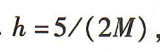 h = 5/(2M),